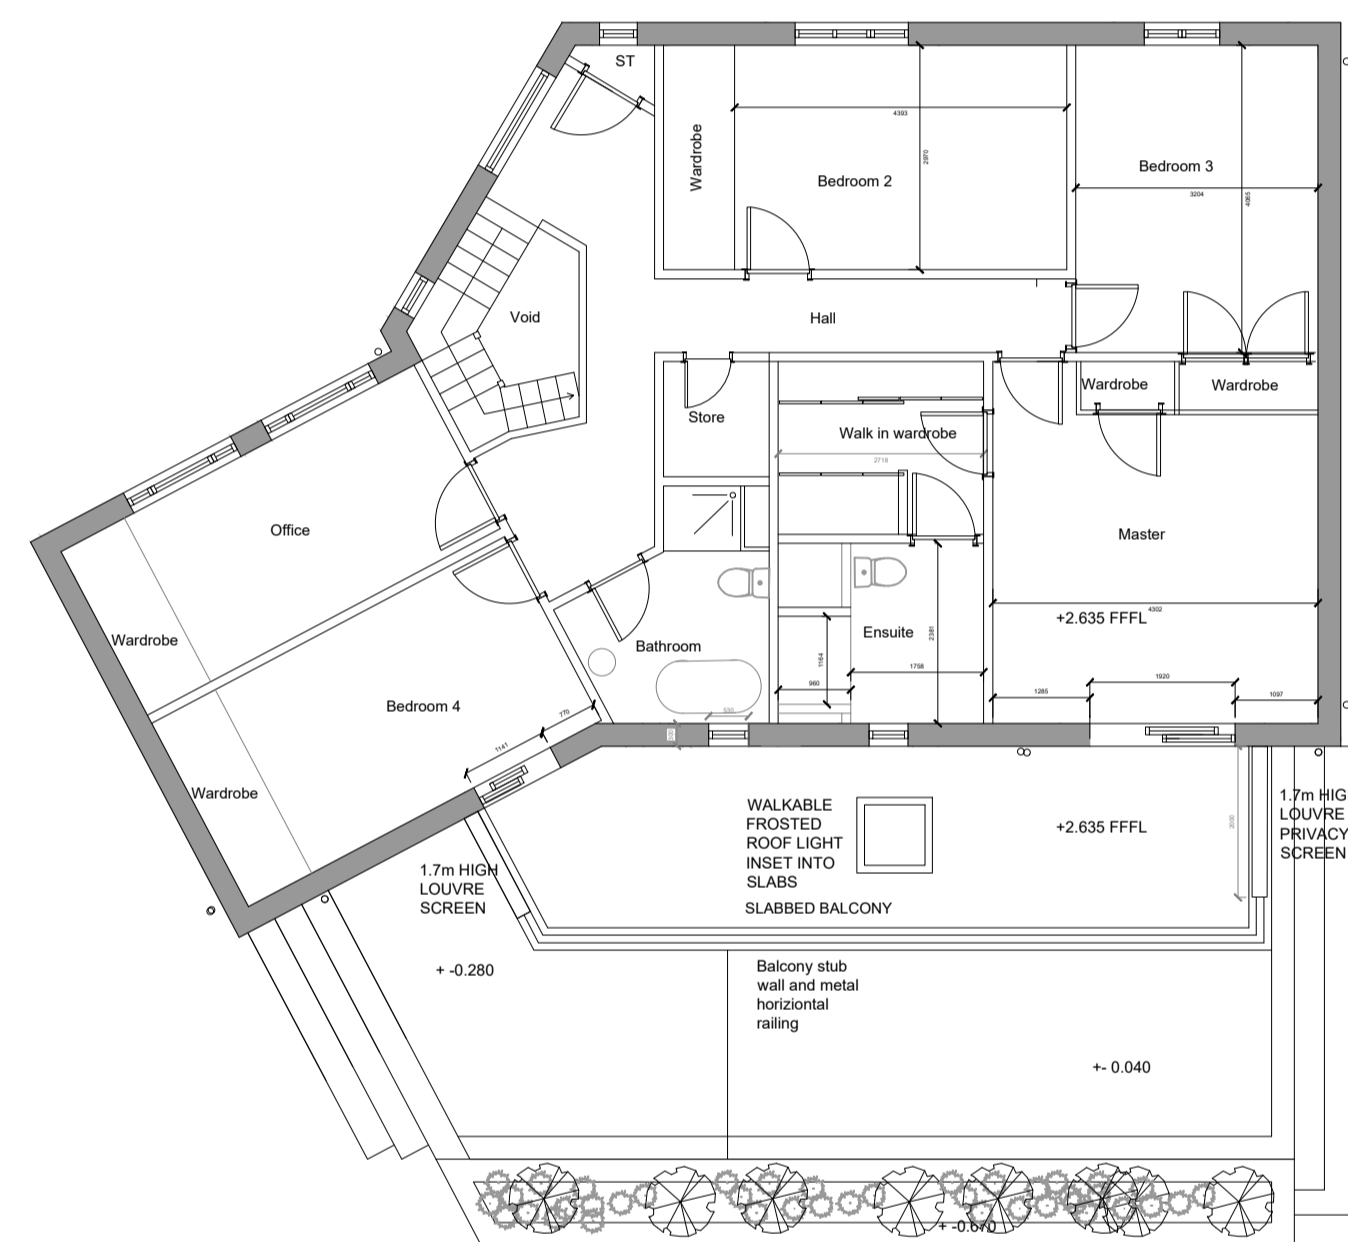 ST
Wardrobe
4393
2970
Bedroom 2
Bedroom 3
3204
4065
Void
Hall
Store
Walk in wardrobe
2718
Wardrobe
Wardrobe
Office
Master
Wardrobe
4302
+2.635 FFFL
Ensuite
2381
1164
1758
960
Bathroom
530
1285
1920
1097
Bedroom 4
770
1141
Wardrobe
WALKABLE
FROSTED
ROOF LIGHT
INSET INTO
SLABS
SLABBED BALCONY
+2.635 FFFL
2000
1.7m HIG
LOUVRE
PRIVACY
SCREEN
1.7m HIGH
LOUVRE
SCREEN
+ -0.280
Balcony stub
wall and metal
horiziontal
railing
+- 0.040
+ -0.670